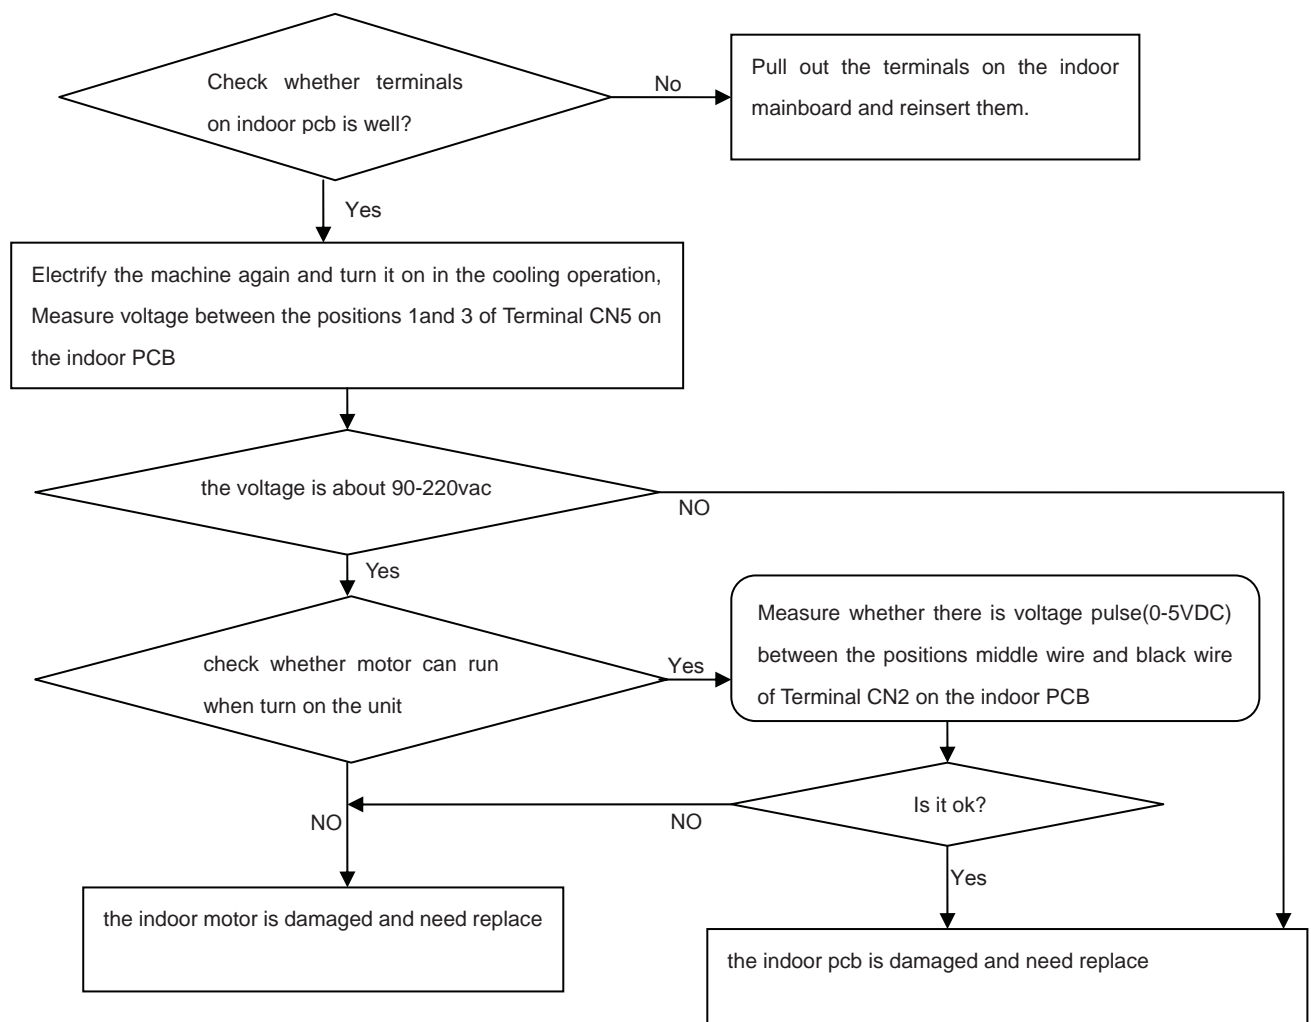 Check whether terminals
on indoor pcb is well?
No
Pull out the terminals on the indoor
mainboard and reinsert them.
Yes
Electrify the machine again and turn it on in the cooling operation,
Measure voltage between the positions 1and 3 of Terminal CN5 on
the indoor PCB
the voltage is about 90-220vac
NO
Yes
check whether motor can run
when turn on the unit
Yes
Measure whether there is voltage pulse(0-5VDC)
between the positions middle wire and black wire
of Terminal CN2 on the indoor PCB
Is it ok?
NO
NO
Yes
the indoor motor is damaged and need replace
the indoor pcb is damaged and need replace